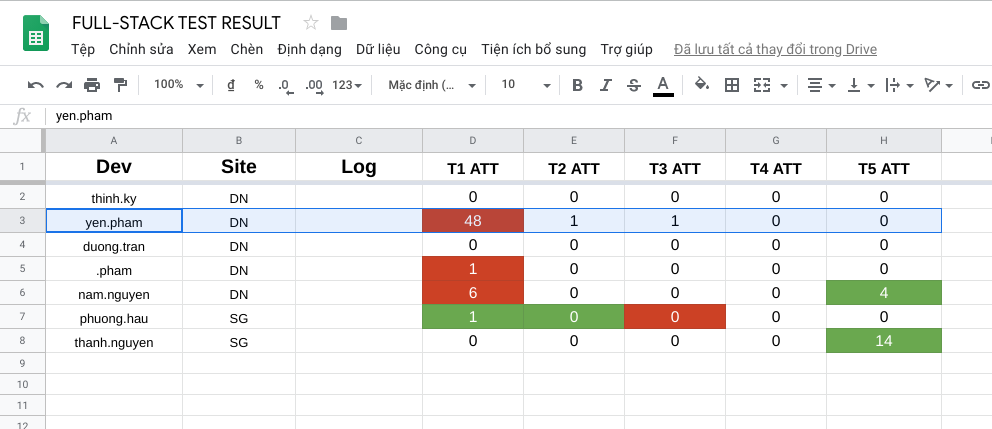 FULL-STACK TEST RESULT
Tệp Chỉnh sửa Xem Chèn Định dạng Dữ liệu Công cụ Tiện ích bổ sung Trợ giúp Đã lưu tất cả thay đổi trong Drive
100% đ % .0 .00 123 Mặc định (... 10 B I S A
fx yen.pham
A B C D E F G H
1 Dev Site Log T1 ATT T2 ATT T3 ATT T4 ATT T5 ATT
2 thinh.ky DN 0 0 0 0 0
3 yen.pham DN 48 1 1 0 0
4 duong.tran DN 0 0 0 0 0
5 .pham DN 1 0 0 0 0
6 nam.nguyen DN 6 0 0 0 4
7 phuong.hau SG 1 0 0 0 0
8 thanh.nguyen SG 0 0 0 0 14
9
10
11
12